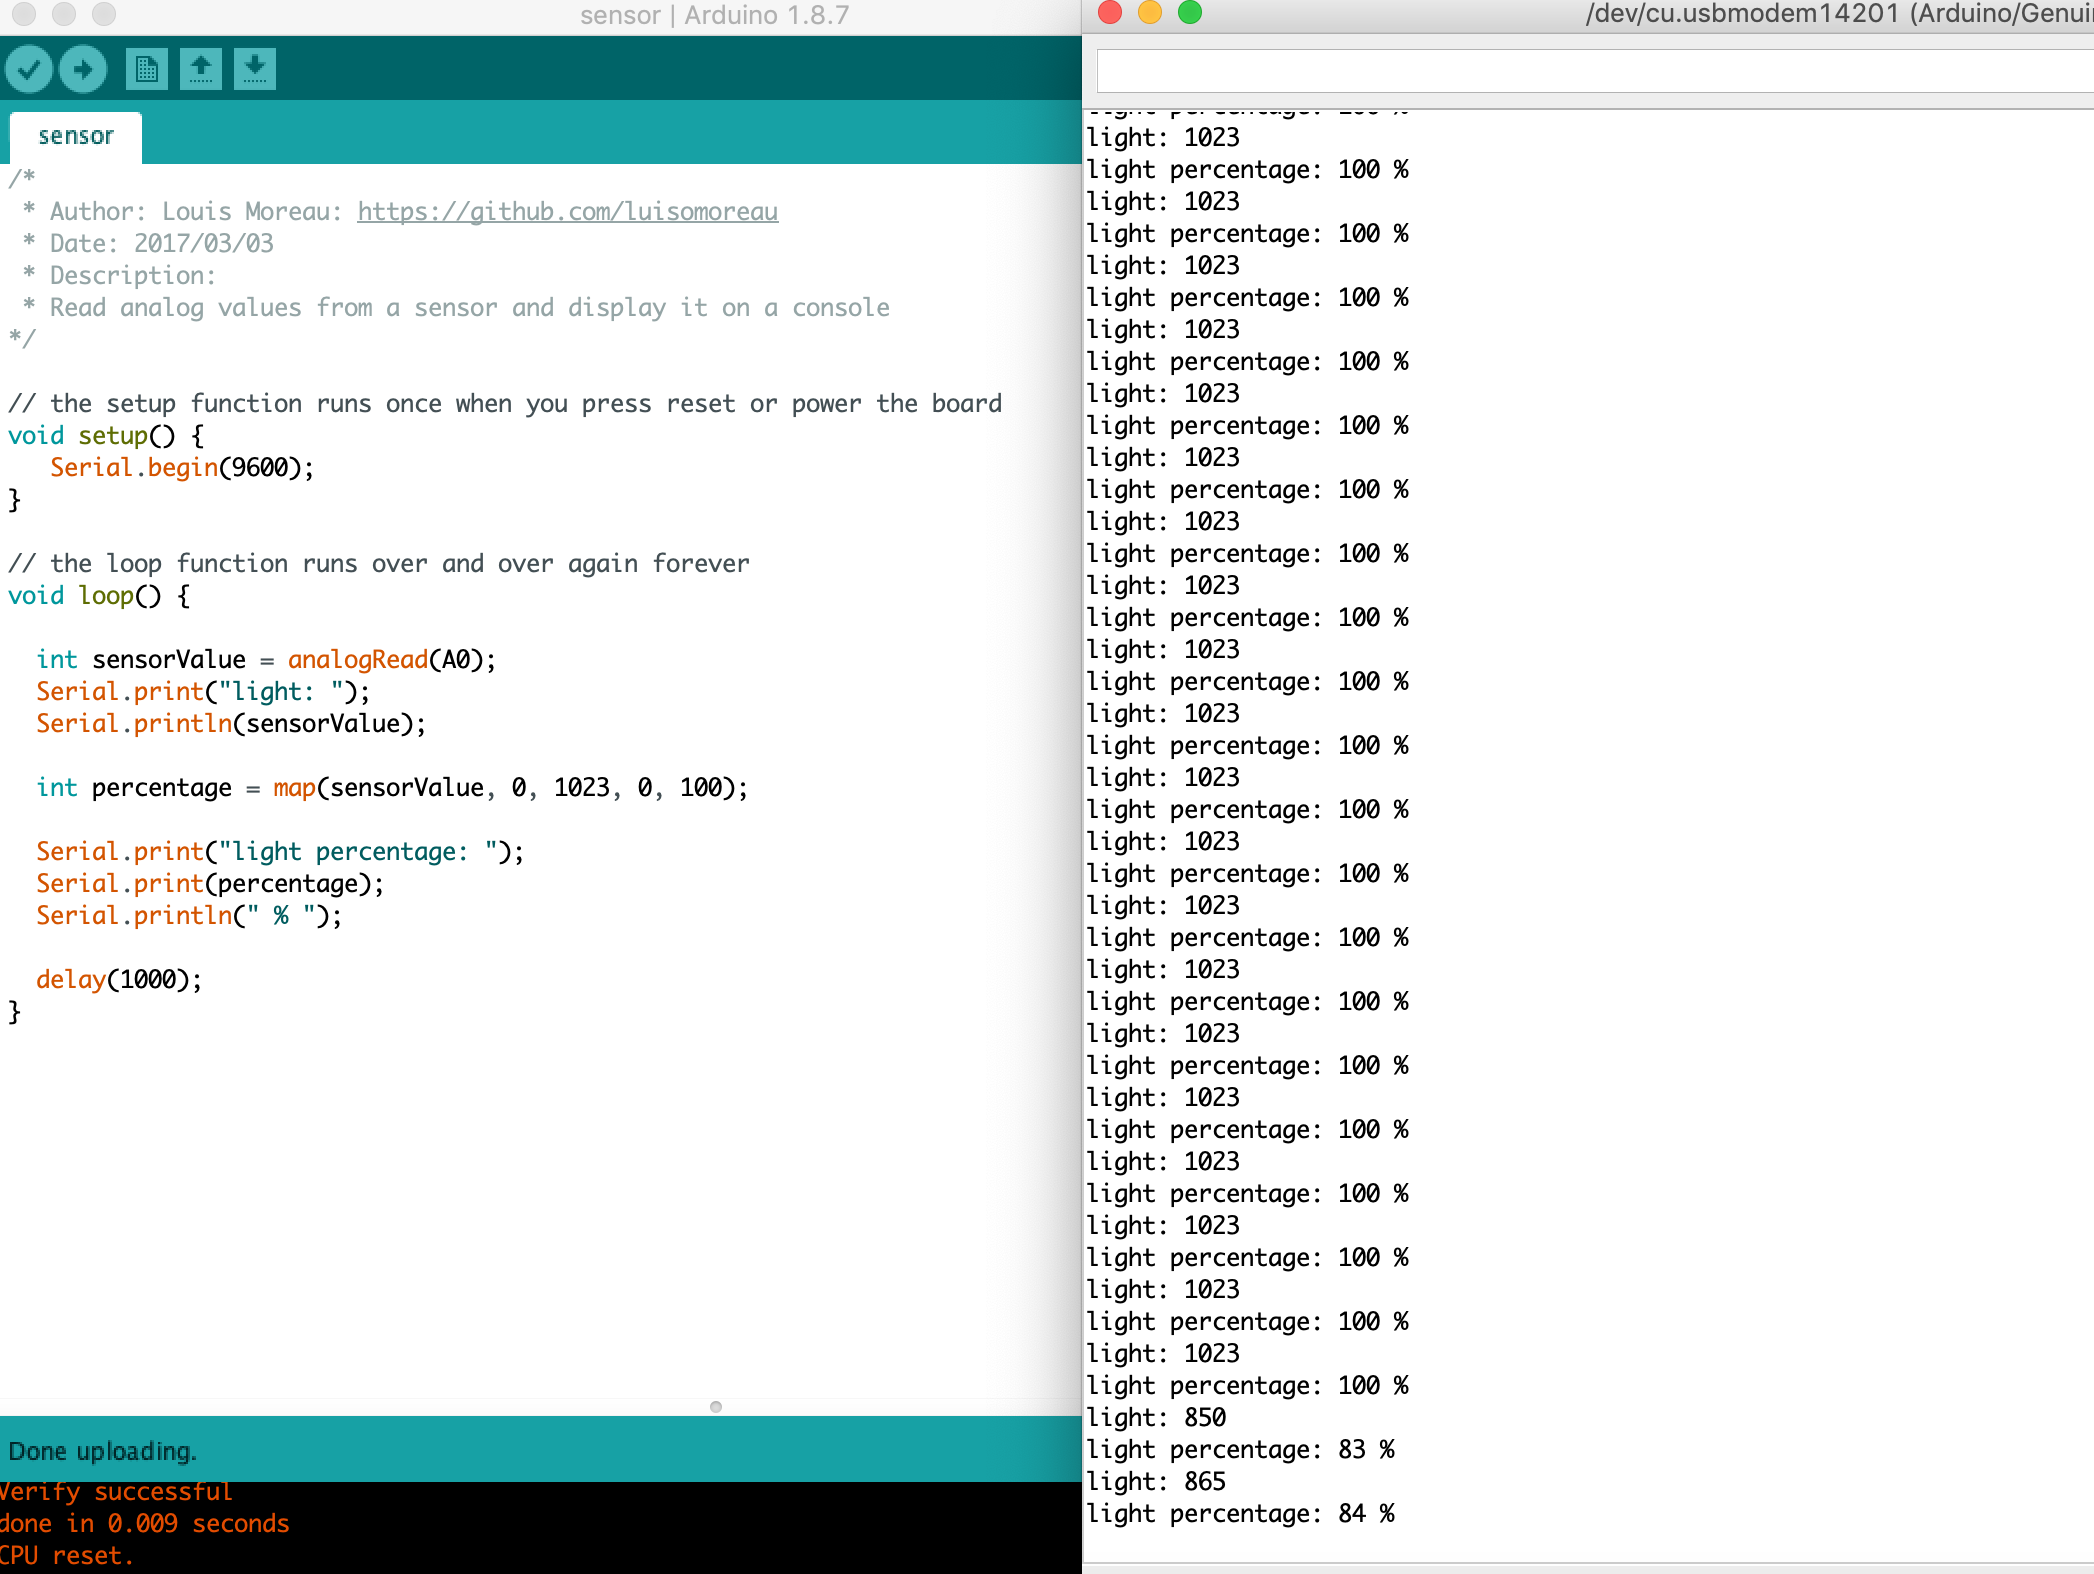 sensor | Arduino 1.8.7
sensor
/*
 * Author: Louis Moreau: https://github.com/luisomoreau
 * Date: 2017/03/03
 * Description:
 * Read analog values from a sensor and display it on a console
*/
// the setup function runs once when you press reset or power the board
void setup() {
   Serial.begin(9600);
}
// the loop function runs over and over again forever
void loop() {
  int sensorValue = analogRead(A0);
  Serial.print("light: ");
  Serial.println(sensorValue);
  int percentage = map(sensorValue, 0, 1023, 0, 100);
  Serial.print("light percentage: ");
  Serial.print(percentage);
  Serial.println(" % ");
  delay(1000);
}
Done uploading.
Verify successful
done in 0.009 seconds
CPU reset.
/dev/cu.usbmodem14201 (Arduino/Genui
light percentage: 100 %
light: 1023
light percentage: 100 %
light: 1023
light percentage: 100 %
light: 1023
light percentage: 100 %
light: 1023
light percentage: 100 %
light: 1023
light percentage: 100 %
light: 1023
light percentage: 100 %
light: 1023
light percentage: 100 %
light: 1023
light percentage: 100 %
light: 1023
light percentage: 100 %
light: 1023
light percentage: 100 %
light: 1023
light percentage: 100 %
light: 1023
light percentage: 100 %
light: 1023
light percentage: 100 %
light: 1023
light percentage: 100 %
light: 1023
light percentage: 100 %
light: 1023
light percentage: 100 %
light: 1023
light percentage: 100 %
light: 1023
light percentage: 100 %
light: 1023
light percentage: 100 %
light: 1023
light percentage: 100 %
light: 850
light percentage: 83 %
light: 865
light percentage: 84 %